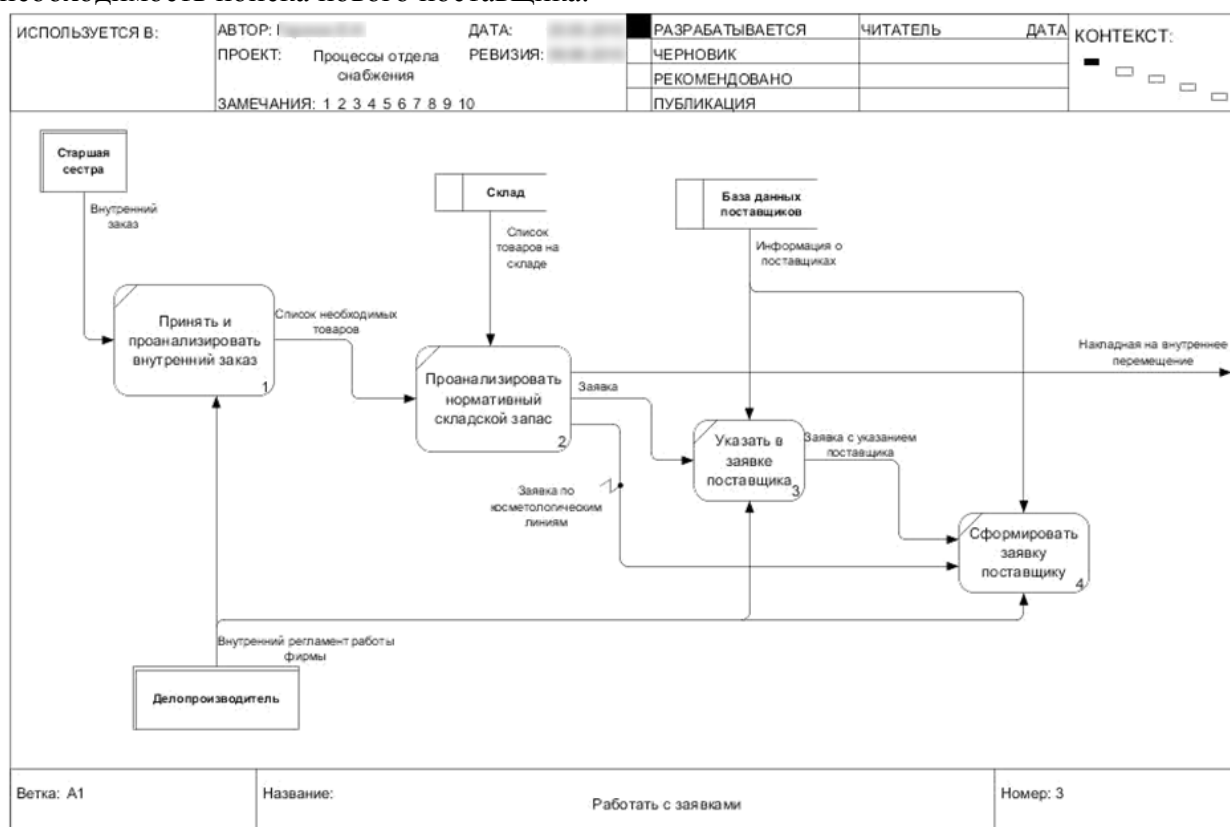 необходимость поиска нового поставщика.
ИСПОЛЬЗУЕТСЯ В:
АВТОР:
ДАТА:
ПРОЕКТ: Процессы отдела
снабжения
РЕВИЗИЯ:
ЗАМЕЧАНИЯ: 1 2 3 4 5 6 7 8 9 10
РАЗРАБАТЫВАЕТСЯ
ЧЕРНОВИК
РЕКОМЕНДОВАНО
ПУБЛИКАЦИЯ
ЧИТАТЕЛЬ
ДАТА
КОНТЕКСТ:
Старшая
сестра
Внутренний
заказ
Склад
Список
товаров на
складе
База данных
поставщиков
Информация о
поставщиках
Принять и
проанализировать
внутренний заказ
1
Список необходимых
товаров
Проанализировать
нормативный
складской запас
2
Накладная на внутреннее
перемещение
Заявка
Указать в
заявке
поставщика
3
Заявка с указанием
поставщика
Заявка по
косметологическим
линиям
Сформировать
заявку
поставщику
4
Внутренний регламент работы
фирмы
Делопроизводитель
Ветка: A1
Название:
Работать с заявками
Номер: 3